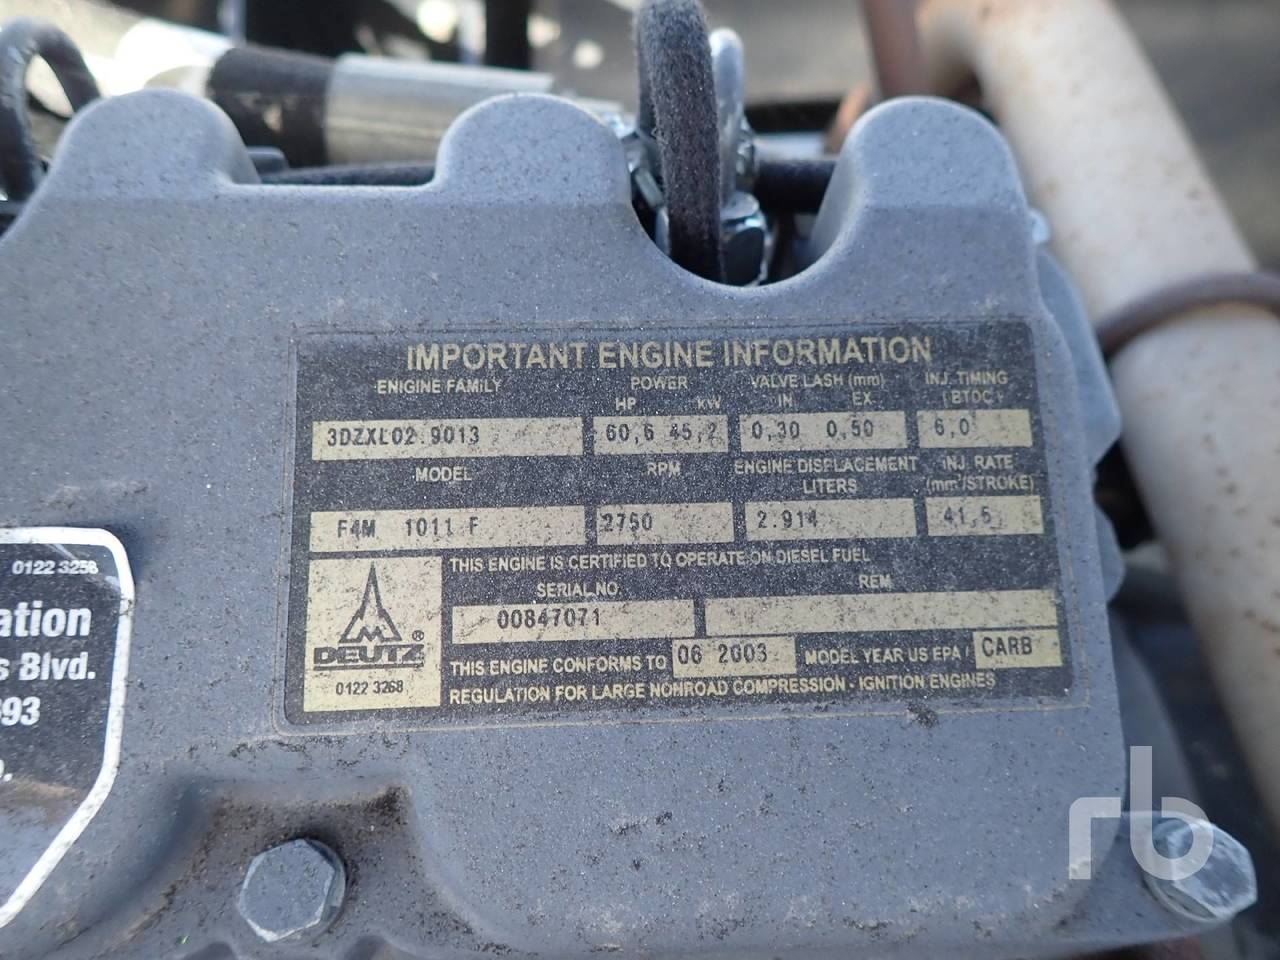 IMPORTANT ENGINE INFORMATION
ENIGINE FAMILY POWER VALVE LASH (mm) INJ. TIMING
HP kW IN EX (BTDC)
3DZXL02.9013 60,6 45,2 0,30 0,50 6,0
MODEL RPM ENGINE DISPLACEMENT INJ. RATE
LITERS (mm³/STROKE)
F4M 1011 F 2750 2.914 41,5
THIS ENGINE IS CERTIFIED TO OPERATE ON DIESEL FUEL
SERIAL NO. REM
00847071
DEUTZ ®
0122 3268
THIS ENGINE CONFORMS TO 06 2003 MODEL YEAR US EPA / CARB
REGULATION FOR LARGE NONROAD COMPRESSION - IGNITION ENGINES
0122 3258
ation
s Blvd.
93
rb